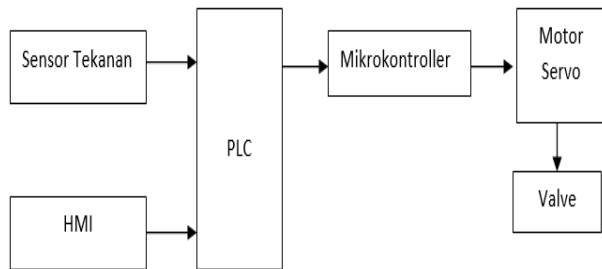 Sensor Tekanan
HMI
PLC
Mikrokontroller
Motor
Servo
Valve